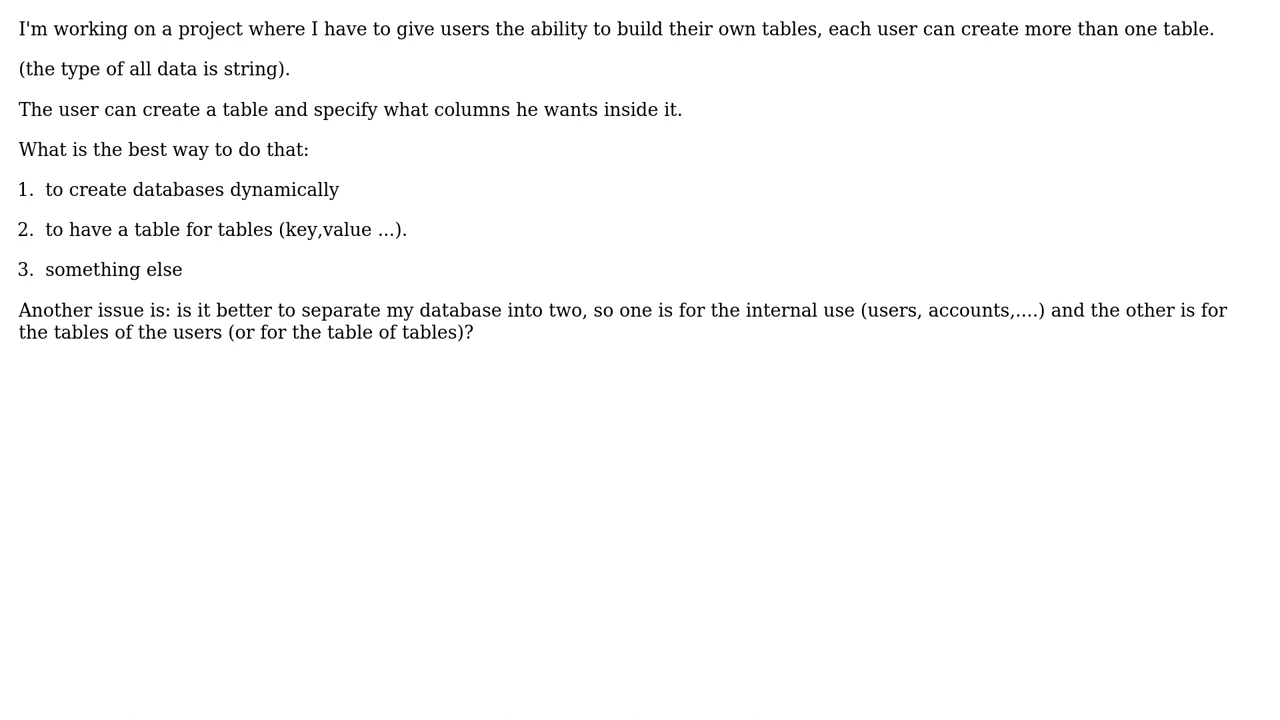 I'm working on a project where I have to give users the ability to build their own tables, each user can create more than one table.
(the type of all data is string).
The user can create a table and specify what columns he wants inside it.
What is the best way to do that:
1. to create databases dynamically
2. to have a table for tables (key,value ...).
3. something else
Another issue is: is it better to separate my database into two, so one is for the internal use (users, accounts,....) and the other is for
the tables of the users (or for the table of tables)?